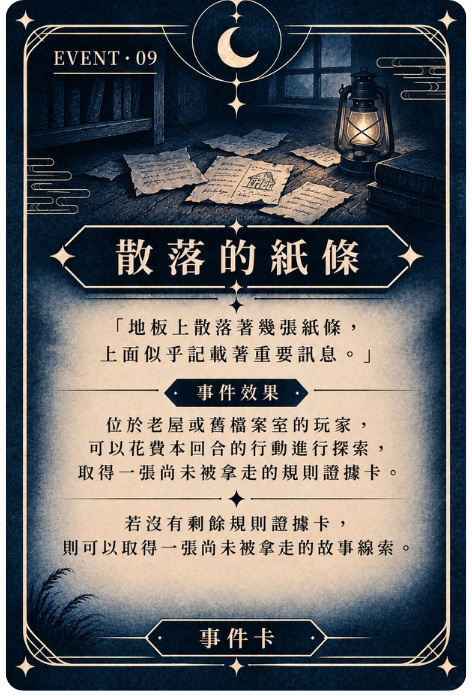 EVENT · 09
散落的紙條
「地板上散落著幾張紙條，
上面似乎記載著重要訊息。」
事件效果
位於老屋或舊檔案室的玩家，
可以花費本回合的行動進行探索，
取得一張尚未被拿走的規則證據卡。
若沒有剩餘規則證據卡，
則可以取得一張尚未被拿走的故事線索。
事件卡